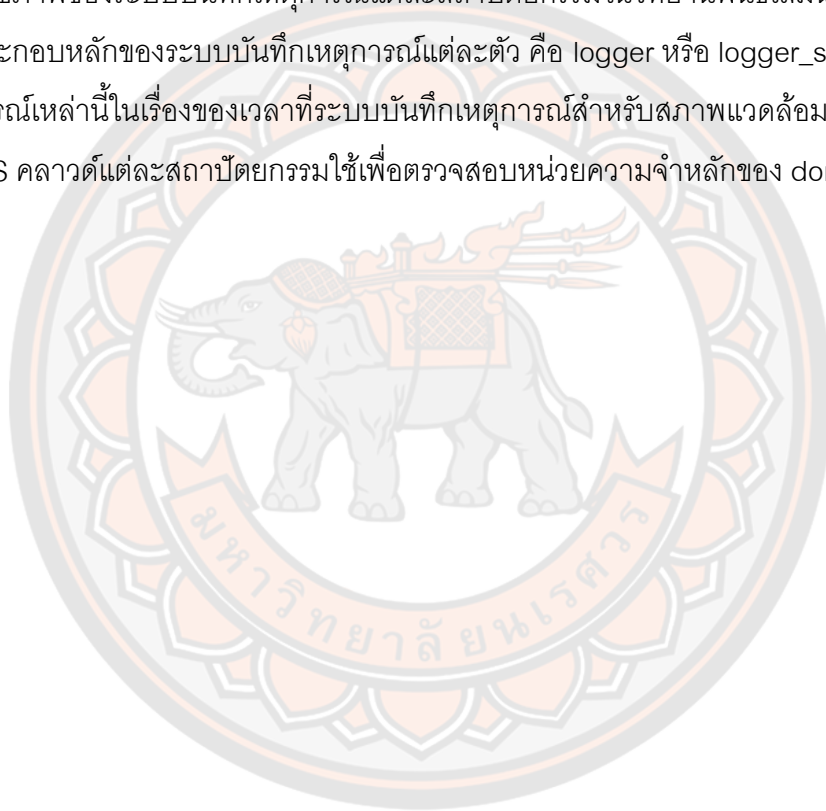 ะกอบหลักของระบบบันทึกเหตุการณ์แต่ละตัว คือ logger หรือ logger_s
รณ์เหล่านี้ในเรื่องของเวลาที่ระบบบันทึกเหตุการณ์สำหรับสภาพแวดล้อม
S คลาวด์แต่ละสถาปัตยกรรมใช้เพื่อตรวจสอบหน่วยความจำหลักของ do
มหาวิทยาลัยนเรศวร